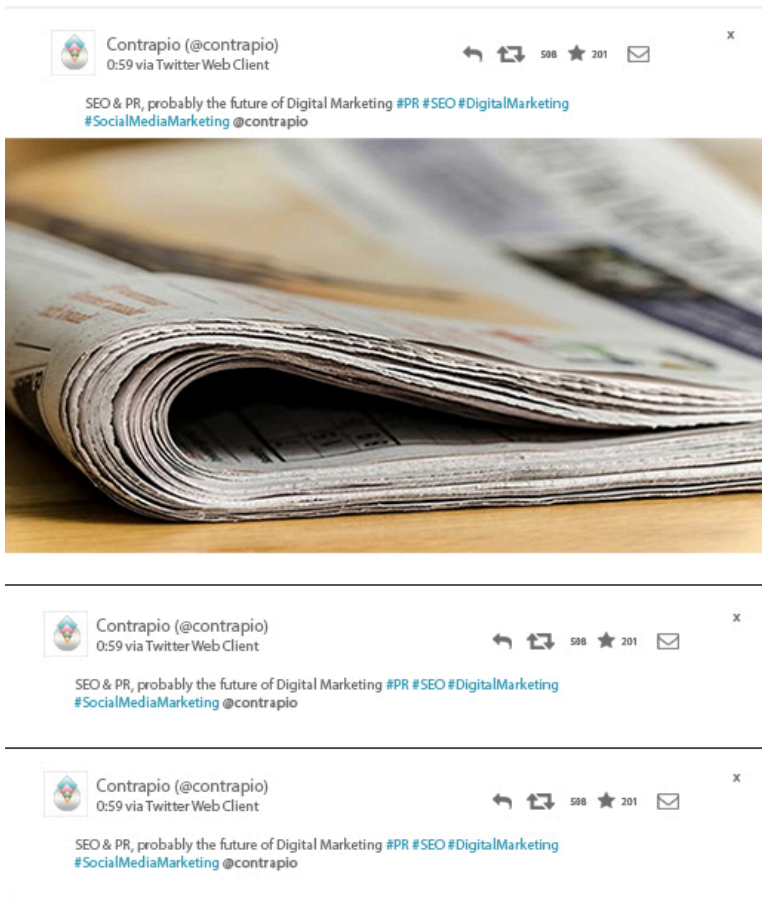 Contrapio (@contrapio)
0:59 via Twitter Web Client
508 201
x
SEO & PR, probably the future of Digital Marketing #PR #SEO #DigitalMarketing
#SocialMediaMarketing @contrapio
Contrapio (@contrapio)
0:59 via Twitter Web Client
508 201
x
SEO & PR, probably the future of Digital Marketing #PR #SEO #DigitalMarketing
#SocialMediaMarketing @contrapio
Contrapio (@contrapio)
0:59 via Twitter Web Client
508 201
x
SEO & PR, probably the future of Digital Marketing #PR #SEO #DigitalMarketing
#SocialMediaMarketing @contrapio